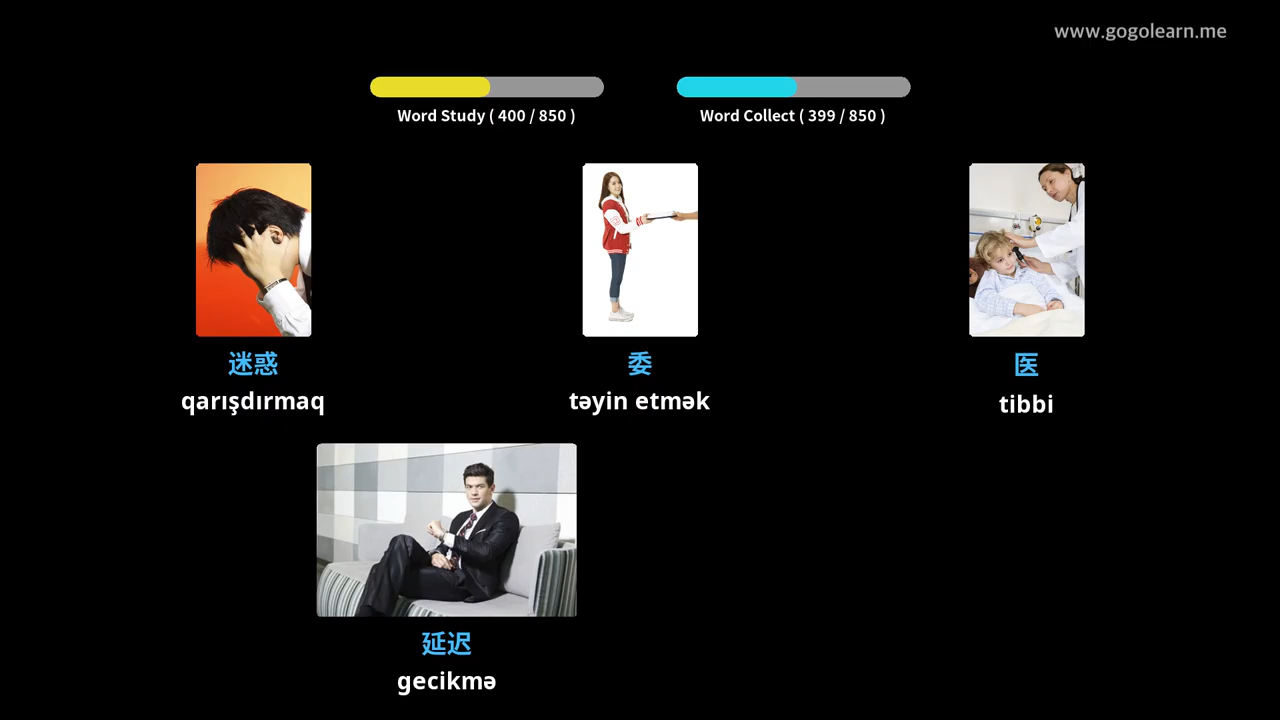 www.gogolearn.me
Word Study ( 400 / 850 )
Word Collect ( 399 / 850 )
迷惑
qarışdırmaq
委
təyin etmək
医
tibbi
延迟
gecikmə